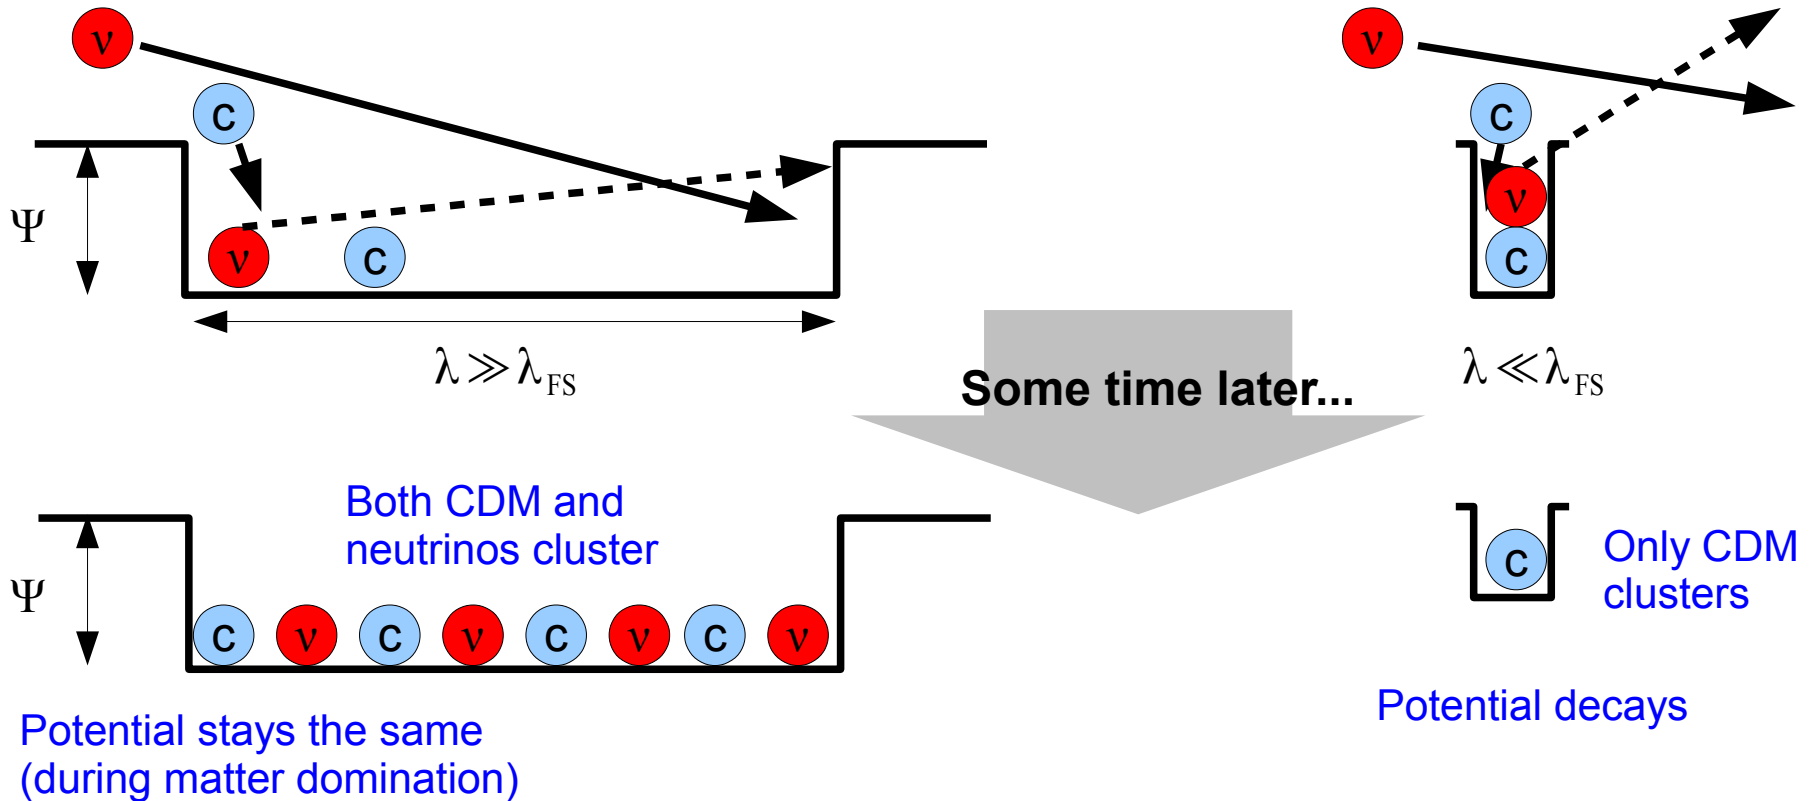 ν
ν
c
c
Ψ
ν
c
ν
c
λ≫λFS
Some time later...
λ≪λFS
Both CDM and
neutrinos cluster
Ψ
c ν c ν c ν c ν
c
Only CDM
clusters
Potential stays the same
(during matter domination)
Potential decays